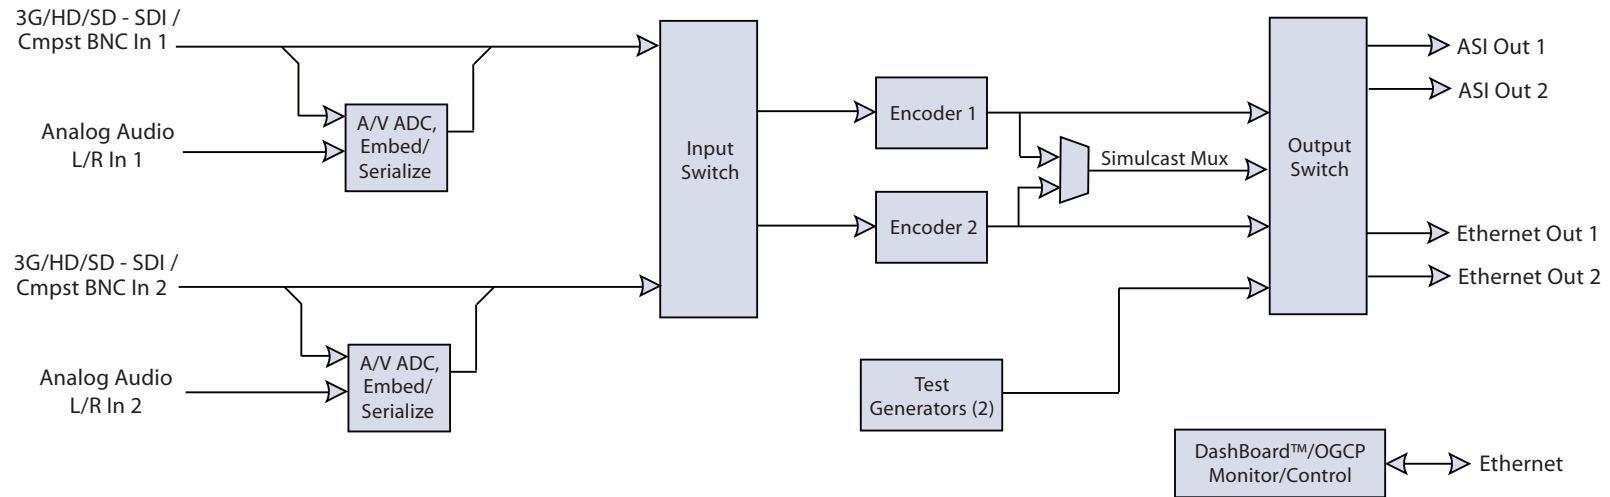 3G/HD/SD - SDI /
Cmpst BNC In 1
Analog Audio
L/R In 1
A/V ADC,
Embed/
Serialize
3G/HD/SD - SDI /
Cmpst BNC In 2
Analog Audio
L/R In 2
A/V ADC,
Embed/
Serialize
Input
Switch
Encoder 1
Encoder 2
Simulcast Mux
Test
Generators (2)
Output
Switch
ASI Out 1
ASI Out 2
Ethernet Out 1
Ethernet Out 2
DashBoard™/OGCP
Monitor/Control
Ethernet